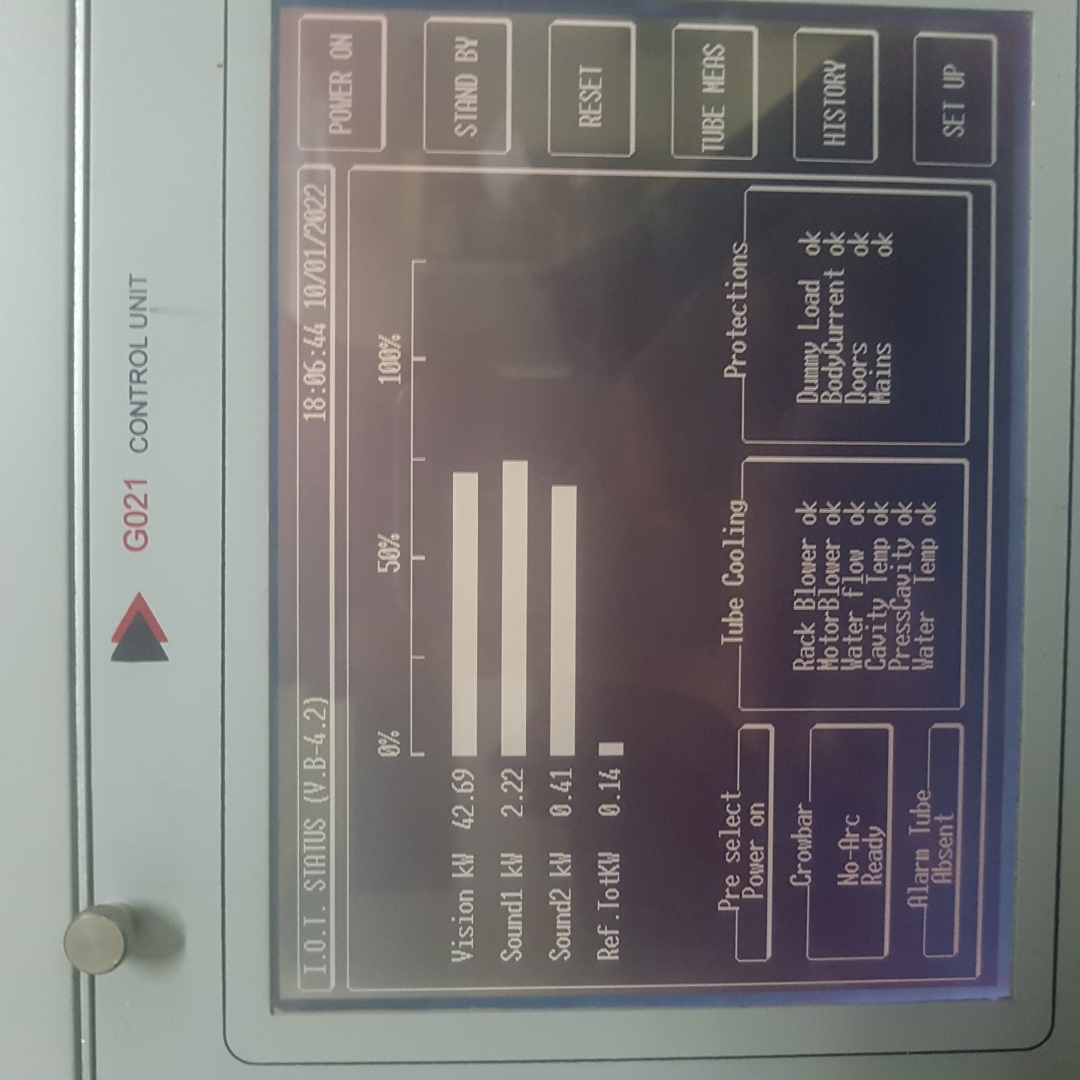 G021 CONTROL UNIT
I.O.T. STATUS (V.B-4.2) 18:06:44 10/01/2022
0% 50% 100%
Vision kW 42.69
Sound1 kW 2.22
Sound2 kW 0.41
Ref.TotKW 0.14
Pre select
Power on
Crowbar
No-Arc
Ready
Alarm Tube
Absent
Tube Cooling
Rack Blower ok
MotorBlower ok
Water flow ok
Cavity Temp ok
PressCavity ok
Water Temp ok
Protections
Dummy Load ok
BodyCurrent ok
Doors ok
Mains ok
POWER ON
STAND BY
RESET
TUBE MEAS
HISTORY
SET UP